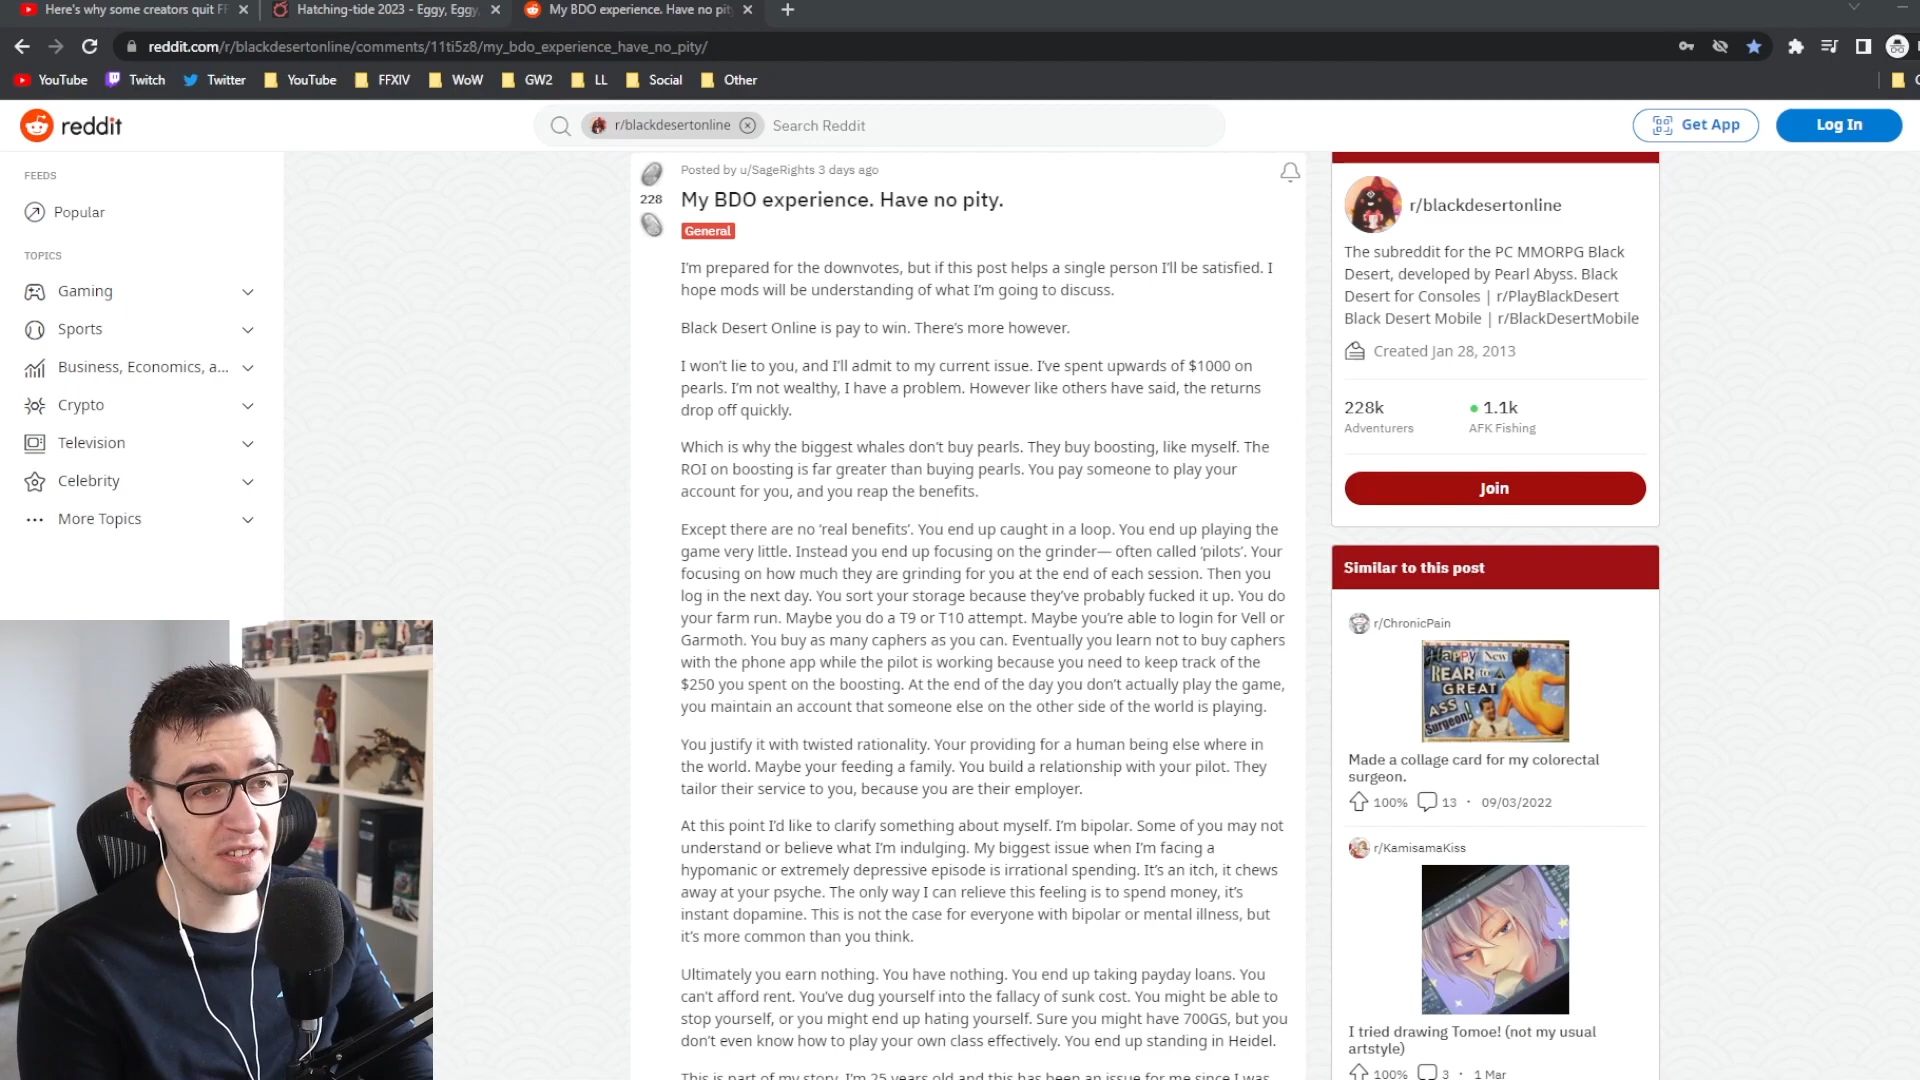 Here's why some creators quit FF
Hatching-tide 2023 - Eggy, Eggy,
My BDO experience. Have no pit
reddit.com/r/blackdesertonline/comments/11ti5z8/my_bdo_experience_have_no_pity/
YouTube
Twitch
Twitter
YouTube
FFXIV
WoW
GW2
LL
Social
Other
reddit
r/blackdesertonline
Search Reddit
Get App
Log In
FEEDS
Popular
TOPICS
Gaming
Sports
Business, Economics, a...
Crypto
Television
Celebrity
More Topics
Posted by u/SageRights 3 days ago
228
My BDO experience. Have no pity.
General
I'm prepared for the downvotes, but if this post helps a single person I'll be satisfied. I
hope mods will be understanding of what I'm going to discuss.
Black Desert Online is pay to win. There's more however.
I won't lie to you, and I'll admit to my current issue. I've spent upwards of $1000 on
pearls. I'm not wealthy, I have a problem. However like others have said, the returns
drop off quickly.
Which is why the biggest whales don't buy pearls. They buy boosting, like myself. The
ROI on boosting is far greater than buying pearls. You pay someone to play your
account for you, and you reap the benefits.
Except there are no 'real benefits'. You end up caught in a loop. You end up playing the
game very little. Instead you end up focusing on the grinder— often called 'pilots'. Your
focusing on how much they are grinding for you at the end of each session. Then you
log in the next day. You sort your storage because they've probably fucked it up. You do
your farm run. Maybe you do a T9 or T10 attempt. Maybe you're able to login for Vell or
Garmoth. You buy as many caphers as you can. Eventually you learn not to buy caphers
with the phone app while the pilot is working because you need to keep track of the
$250 you spent on the boosting. At the end of the day you don't actually play the game,
you maintain an account that someone else on the other side of the world is playing.
You justify it with twisted rationality. Your providing for a human being else where in
the world. Maybe your feeding a family. You build a relationship with your pilot. They
tailor their service to you, because you are their employer.
At this point I'd like to clarify something about myself. I'm bipolar. Some of you may not
understand or believe what I'm indulging. My biggest issue when I'm facing a
hypomanic or extremely depressive episode is irrational spending. It's an itch, it chews
away at your psyche. The only way I can relieve this feeling is to spend money, it's
instant dopamine. This is not the case for everyone with bipolar or mental illness, but
it's more common than you think.
Ultimately you earn nothing. You have nothing. You end up taking payday loans. You
can't afford rent. You've dug yourself into the fallacy of sunk cost. You might be able to
stop yourself, or you might end up hating yourself. Sure you might have 700GS, but you
don't even know how to play your own class effectively. You end up standing in Heidel.
This is part of my story. I'm 25 years old and this has been an issue for me since I was
r/blackdesertonline
The subreddit for the PC MMORPG Black
Desert, developed by Pearl Abyss. Black
Desert for Consoles | r/PlayBlackDesert
Black Desert Mobile | r/BlackDesertMobile
Created Jan 28, 2013
228k
Adventurers
1.1k
AFK Fishing
Join
Similar to this post
r/ChronicPain
Happy New
REAR to A
GREAT
ASS
Surgeon!
Made a collage card for my colorectal
surgeon.
100% 13 · 09/03/2022
r/KamisamaKiss
I tried drawing Tomoe! (not my usual
artstyle)
100% 3 · 1 Mar